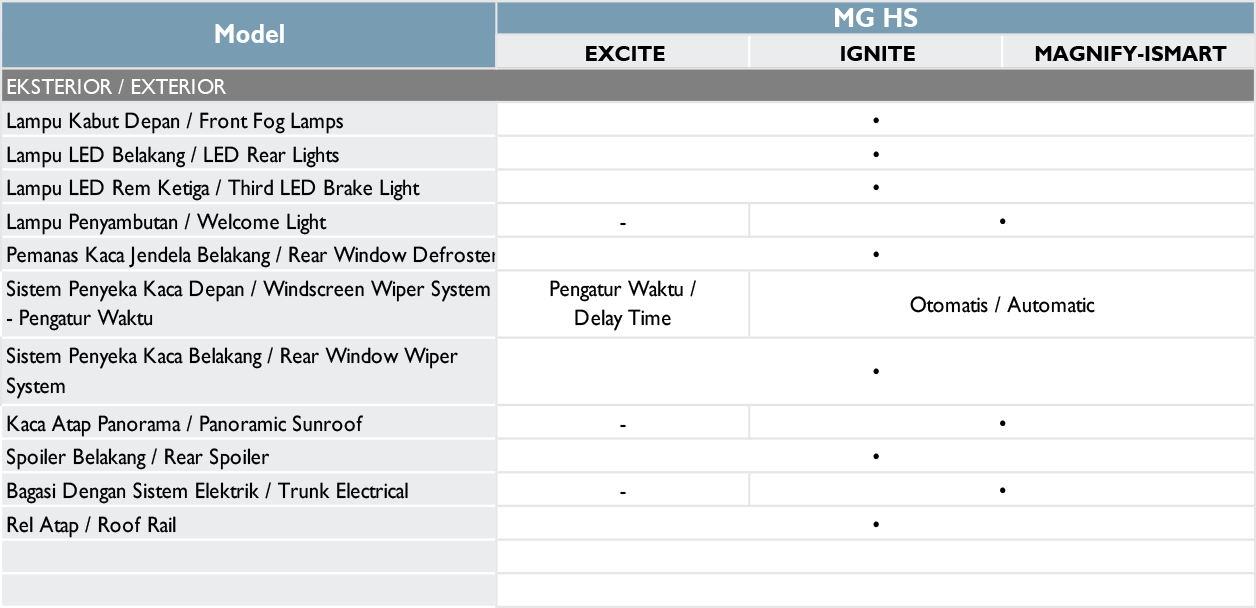 Model
MG HS
EXCITE
IGNITE
MAGNIFY-ISMART
EKSTERIOR / EXTERIOR
Lampu Kabut Depan / Front Fog Lamps •
Lampu LED Belakang / LED Rear Lights •
Lampu LED Rem Ketiga / Third LED Brake Light •
Lampu Penyambutan / Welcome Light - •
Pemanas Kaca Jendela Belakang / Rear Window Defroster •
Sistem Penyeka Kaca Depan / Windscreen Wiper System
- Pengatur Waktu
Pengatur Waktu /
Delay Time
Otomatis / Automatic
Sistem Penyeka Kaca Belakang / Rear Window Wiper
System
•
Kaca Atap Panorama / Panoramic Sunroof - •
Spoiler Belakang / Rear Spoiler •
Bagasi Dengan Sistem Elektrik / Trunk Electrical - •
Rel Atap / Roof Rail •